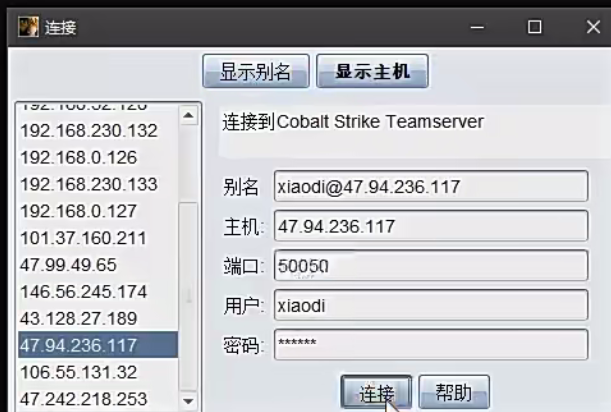 连接
显示别名
显示主机
192.168.230.132
192.168.0.126
192.168.230.133
192.168.0.127
101.37.160.211
47.99.49.65
146.56.245.174
43.128.27.189
47.94.236.117
106.55.131.32
47.242.218.253
连接到Cobalt Strike Teamserver
别名 xiaodi@47.94.236.117
主机: 47.94.236.117
端口: 50050
用户: xiaodi
密码: ******
连接
帮助